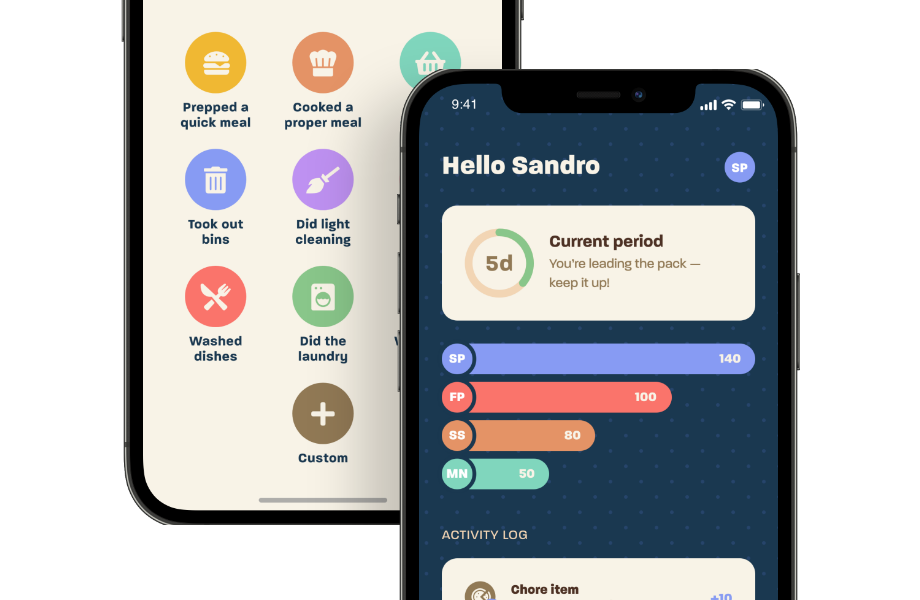 Prepped a
quick meal
Cooked a
proper meal
Took out
bins
Did light
cleaning
Washed
dishes
Did the
laundry
Custom
9:41
Hello Sandro
SP
5d
Current period
You're leading the pack —
keep it up!
SP
140
FP
100
SS
80
MN
50
ACTIVITY LOG
Chore item
+10